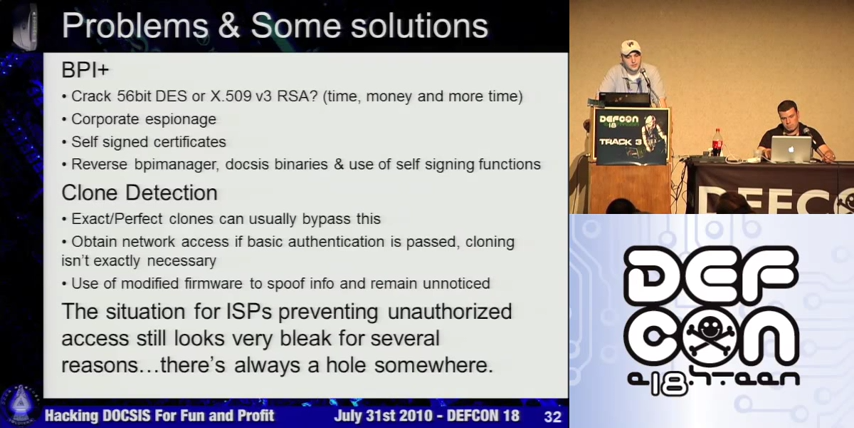 Problems & Some solutions
BPI+
• Crack 56bit DES or X.509 v3 RSA? (time, money and more time)
• Corporate espionage
• Self signed certificates
• Reverse bpimanager, docsis binaries & use of self signing functions
Clone Detection
• Exact/Perfect clones can usually bypass this
• Obtain network access if basic authentication is passed, cloning
isn't exactly necessary
• Use of modified firmware to spoof info and remain unnoticed
The situation for ISPs preventing unauthorized
access still looks very bleak for several
reasons…there's always a hole somewhere.
Hacking DOCSIS For Fun and Profit
July 31st 2010 - DEFCON 18
32
DEFCON
18
TRACK 3
DEFCO
DEF
CON
e18hteen